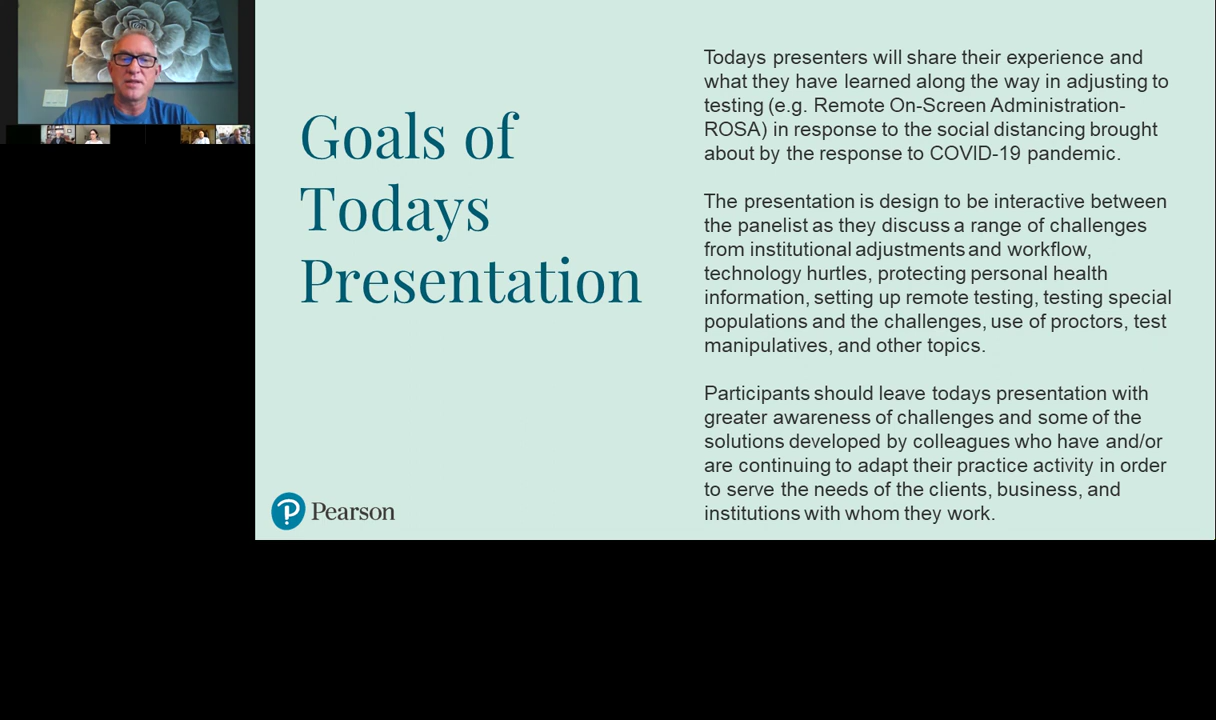 Goals of
Todays
Presentation
Todays presenters will share their experience and
what they have learned along the way in adjusting to
testing (e.g. Remote On-Screen Administration-
ROSA) in response to the social distancing brought
about by the response to COVID-19 pandemic.
The presentation is design to be interactive between
the panelist as they discuss a range of challenges
from institutional adjustments and workflow,
technology hurtles, protecting personal health
information, setting up remote testing, testing special
populations and the challenges, use of proctors, test
manipulatives, and other topics.
Participants should leave todays presentation with
greater awareness of challenges and some of the
solutions developed by colleagues who have and/or
are continuing to adapt their practice activity in order
to serve the needs of the clients, business, and
institutions with whom they work.
Pearson